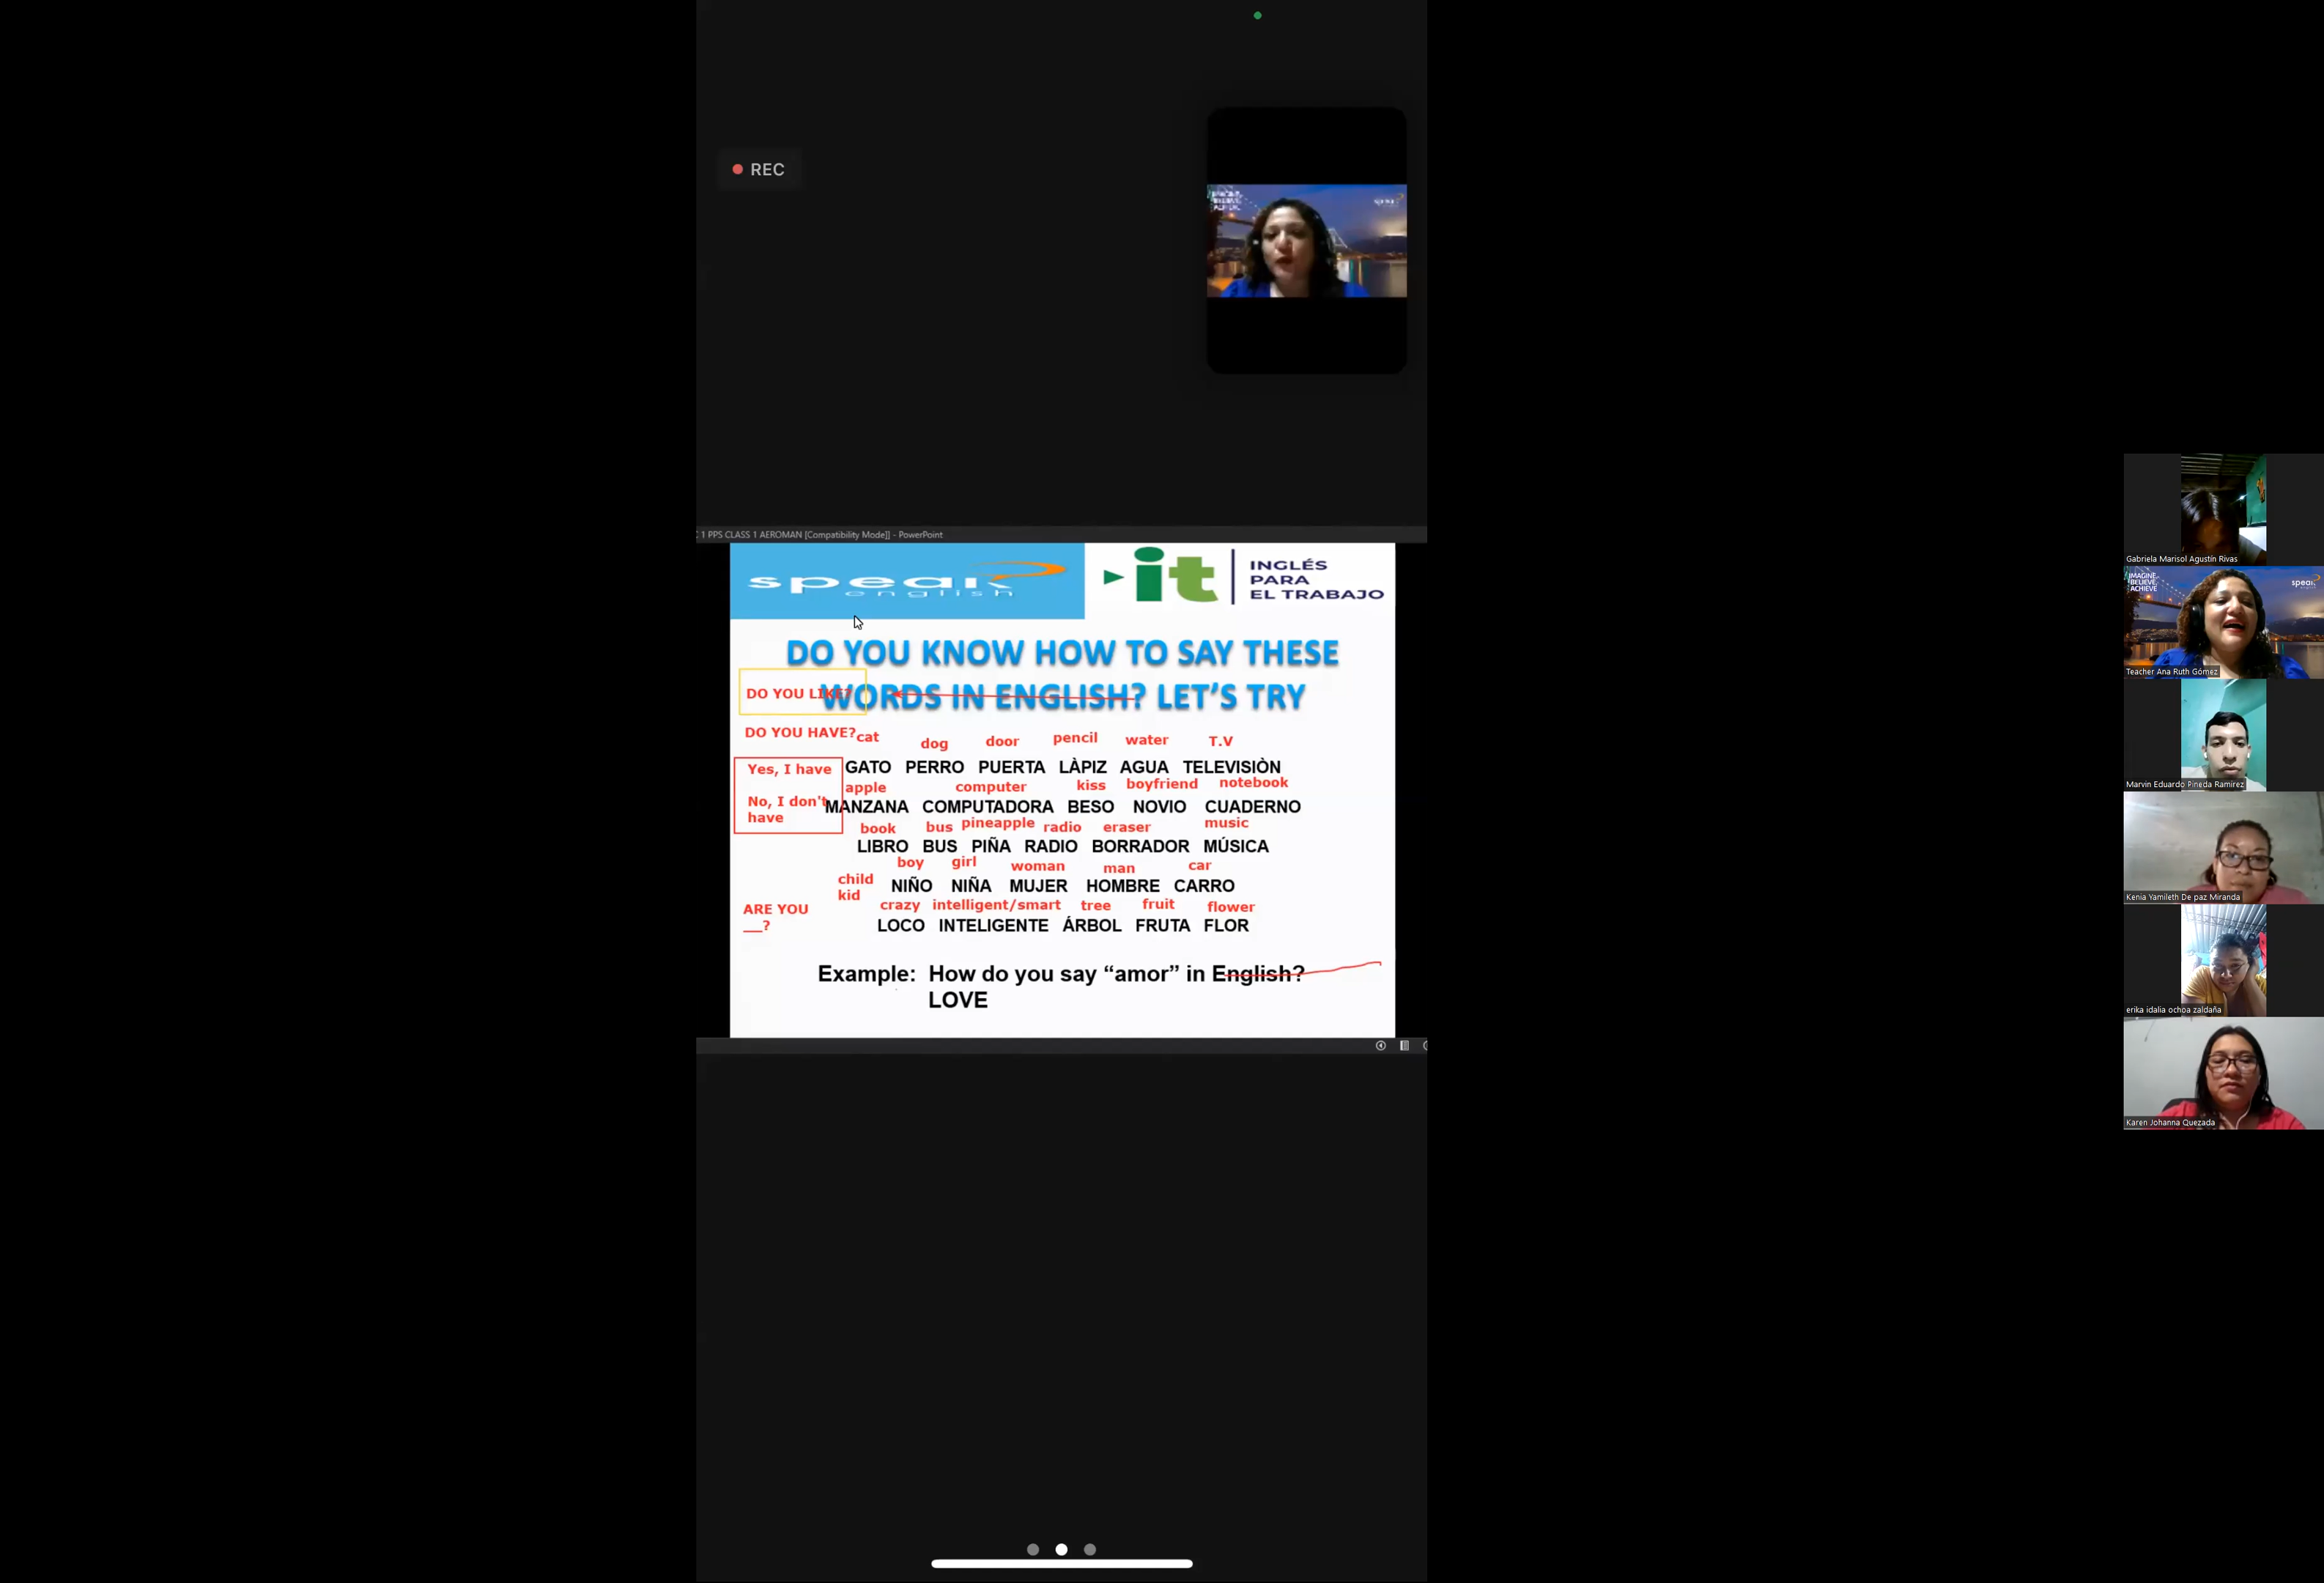 REC
1 PPS CLASS 1 AEROMAN [Compatibility Mode]] - PowerPoint
speak
english
it
INGLÉS
PARA
EL TRABAJO
DO YOU KNOW HOW TO SAY THESE
WORDS IN ENGLISH? LET'S TRY
DO YOU LIKE?
DO YOU HAVE?
cat dog door pencil water T.V
Yes, I have
GATO PERRO PUERTA LÀPIZ AGUA TELEVISIÒN
apple computer kiss boyfriend notebook
No, I don't
have
MANZANA COMPUTADORA BESO NOVIO CUADERNO
book bus pineapple radio eraser music
LIBRO BUS PIÑA RADIO BORRADOR MÚSICA
boy girl woman man car
child
kid
NIÑO NIÑA MUJER HOMBRE CARRO
crazy intelligent/smart tree fruit flower
ARE YOU
__?
LOCO INTELIGENTE ÁRBOL FRUTA FLOR
Example: How do you say “amor” in English?
LOVE
Gabriela Marisol Agustín Rivas
IMAGINE
BELIEVE
ACHIEVE
speak
Teacher Ana Ruth Gómez
Marvin Eduardo Pineda Ramirez
Kenia Yamileth De paz Miranda
erika idalia ochoa zaldaña
Karen Johanna Quezada